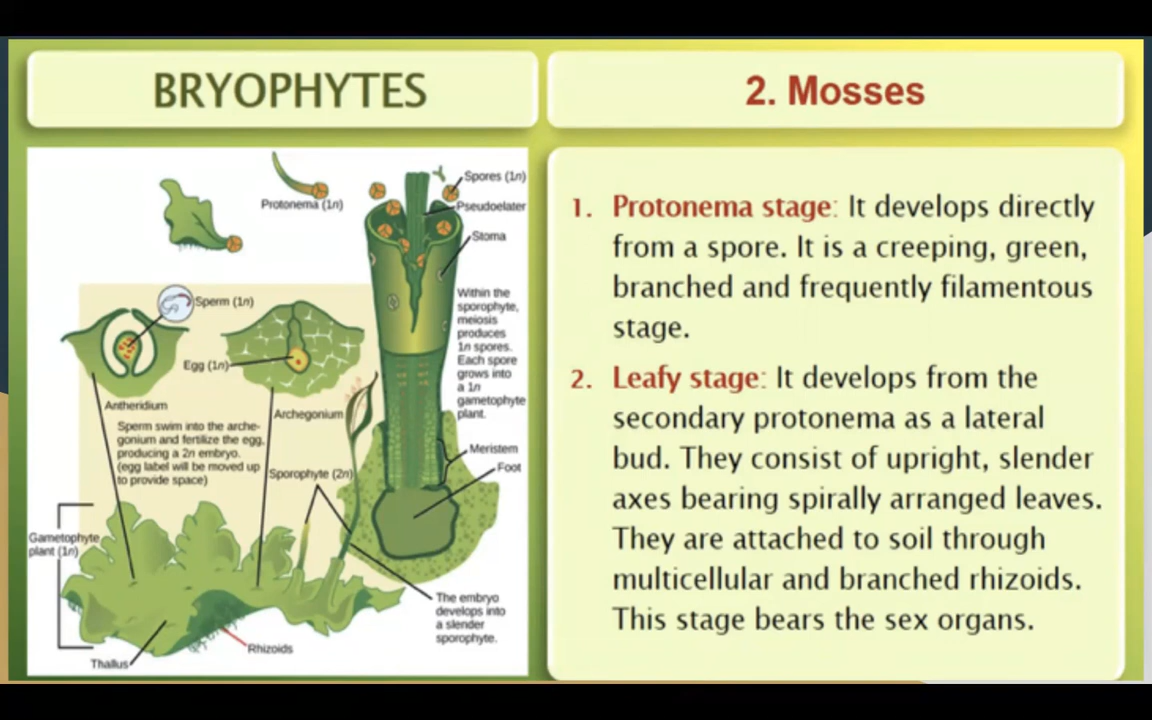 BRYOPHYTES
2. Mosses
Protonema (1n)
Spores (1n)
Pseudoelater
Stoma
Sperm (1n)
Egg (1n)
Antheridium
Archegonium
Within the
sporophyte,
meiosis
produces
1n spores.
Each spore
grows into
a 1n
gametophyte
plant.
Sperm swim into the arche-
gonium and fertilize the egg,
producing a 2n embryo.
(egg label will be moved up
to provide space)
Sporophyte (2n)
Meristem
Foot
Gametophyte
plant (1n)
The embryo
develops into
a slender
sporophyte.
Rhizoids
Thallus
1. Protonema stage: It develops directly
from a spore. It is a creeping, green,
branched and frequently filamentous
stage.
2. Leafy stage: It develops from the
secondary protonema as a lateral
bud. They consist of upright, slender
axes bearing spirally arranged leaves.
They are attached to soil through
multicellular and branched rhizoids.
This stage bears the sex organs.